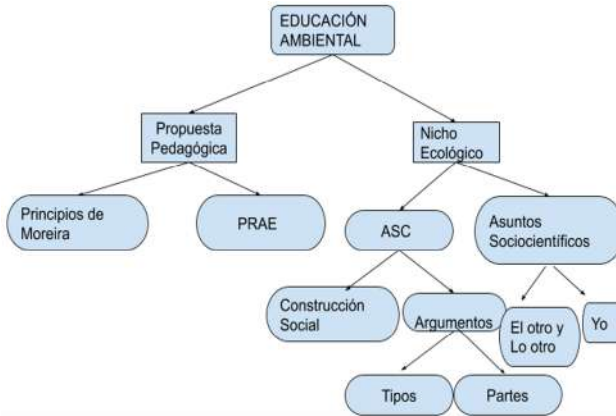 EDUCACIÓN
AMBIENTAL
Propuesta
Pedagógica
Nicho
Ecológico
Principios de
Moreira
PRAE
ASC
Asuntos
Sociocientíficos
Construcción
Social
Argumentos
El otro y
Lo otro
Yo
Tipos
Partes